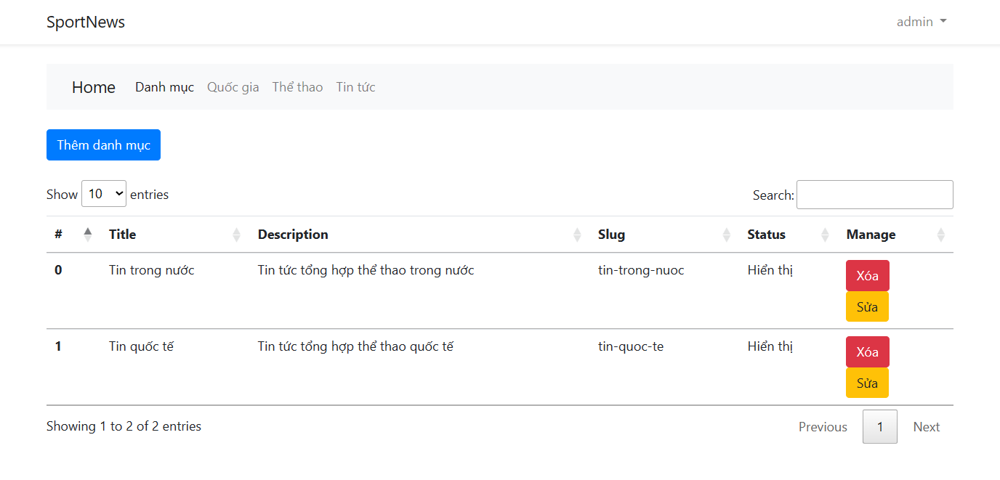 SportNews admin
Home Danh mục Quốc gia Thể thao Tin tức
Thêm danh mục
Show 10 entries Search:
# Title Description Slug Status Manage
0 Tin trong nước Tin tức tổng hợp thể thao trong nước tin-trong-nuoc Hiển thị Xóa
Sửa
1 Tin quốc tế Tin tức tổng hợp thể thao quốc tế tin-quoc-te Hiển thị Xóa
Sửa
Showing 1 to 2 of 2 entries Previous 1 Next